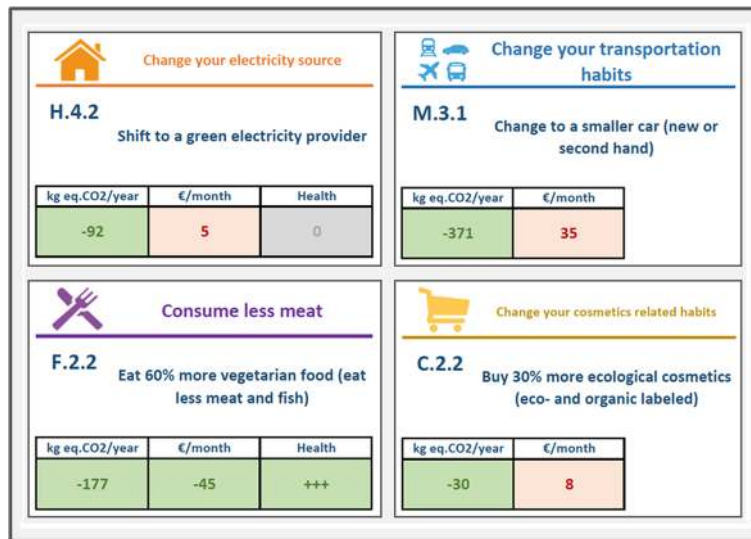 Change your electricity source
H.4.2
Shift to a green electricity provider
kg eq.CO2/year €/month Health
-92 5 0
Change your transportation
habits
M.3.1
Change to a smaller car (new or
second hand)
kg eq.CO2/year €/month
-371 35
Consume less meat
F.2.2
Eat 60% more vegetarian food (eat
less meat and fish)
kg eq.CO2/year €/month Health
-177 -45 +++
Change your cosmetics related habits
C.2.2
Buy 30% more ecological cosmetics
(eco- and organic labeled)
kg eq.CO2/year €/month
-30 8